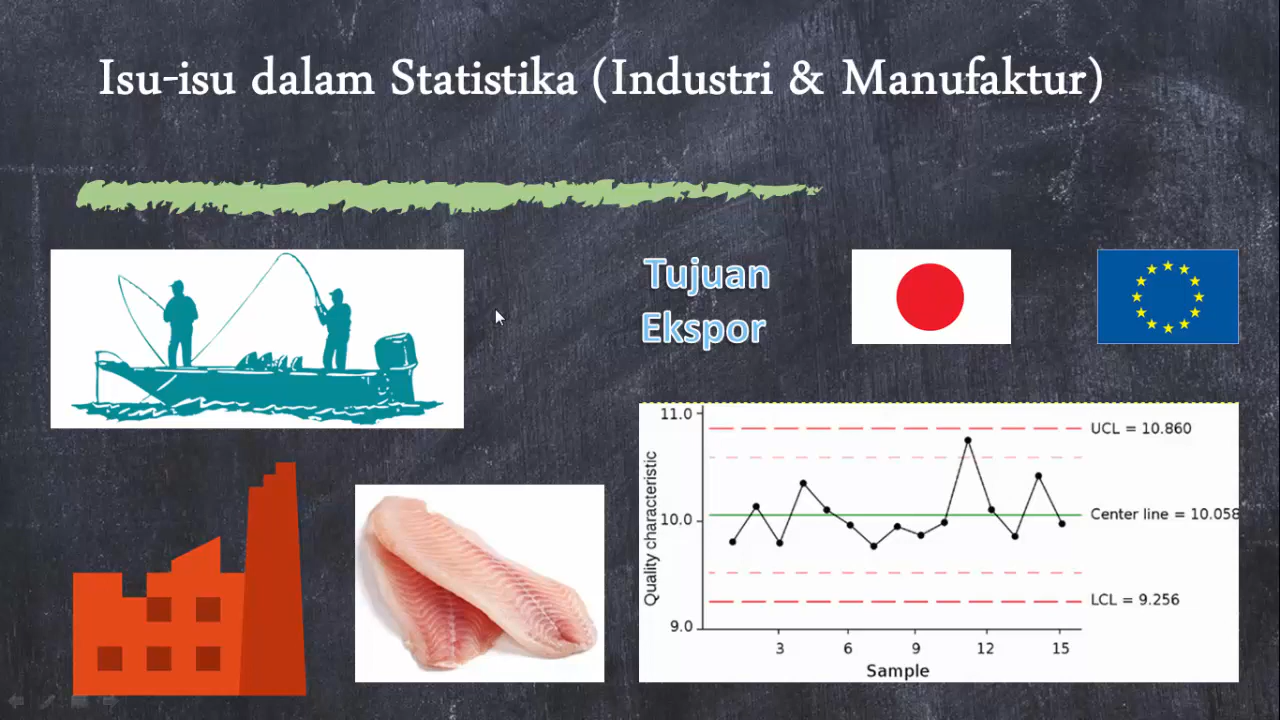 Isu-isu dalam Statistika (Industri & Manufaktur)
Tujuan
Ekspor
11.0
10.0
9.0
Quality characteristic
UCL = 10.860
Center line = 10.058
LCL = 9.256
3 6 9 12 15
Sample